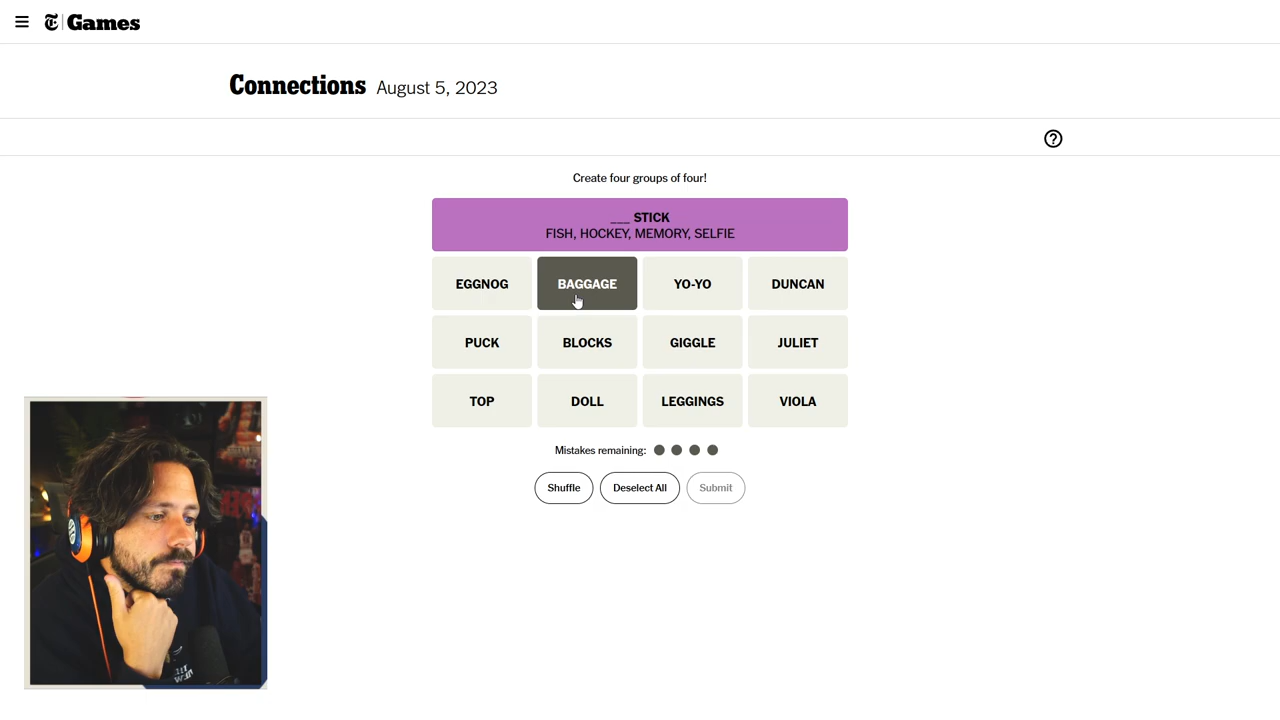 Games
Connections August 5, 2023
Create four groups of four!
___ STICK
FISH, HOCKEY, MEMORY, SELFIE
EGGNOG BAGGAGE YO-YO DUNCAN
PUCK BLOCKS GIGGLE JULIET
TOP DOLL LEGGINGS VIOLA
Mistakes remaining:
Shuffle Deselect All Submit